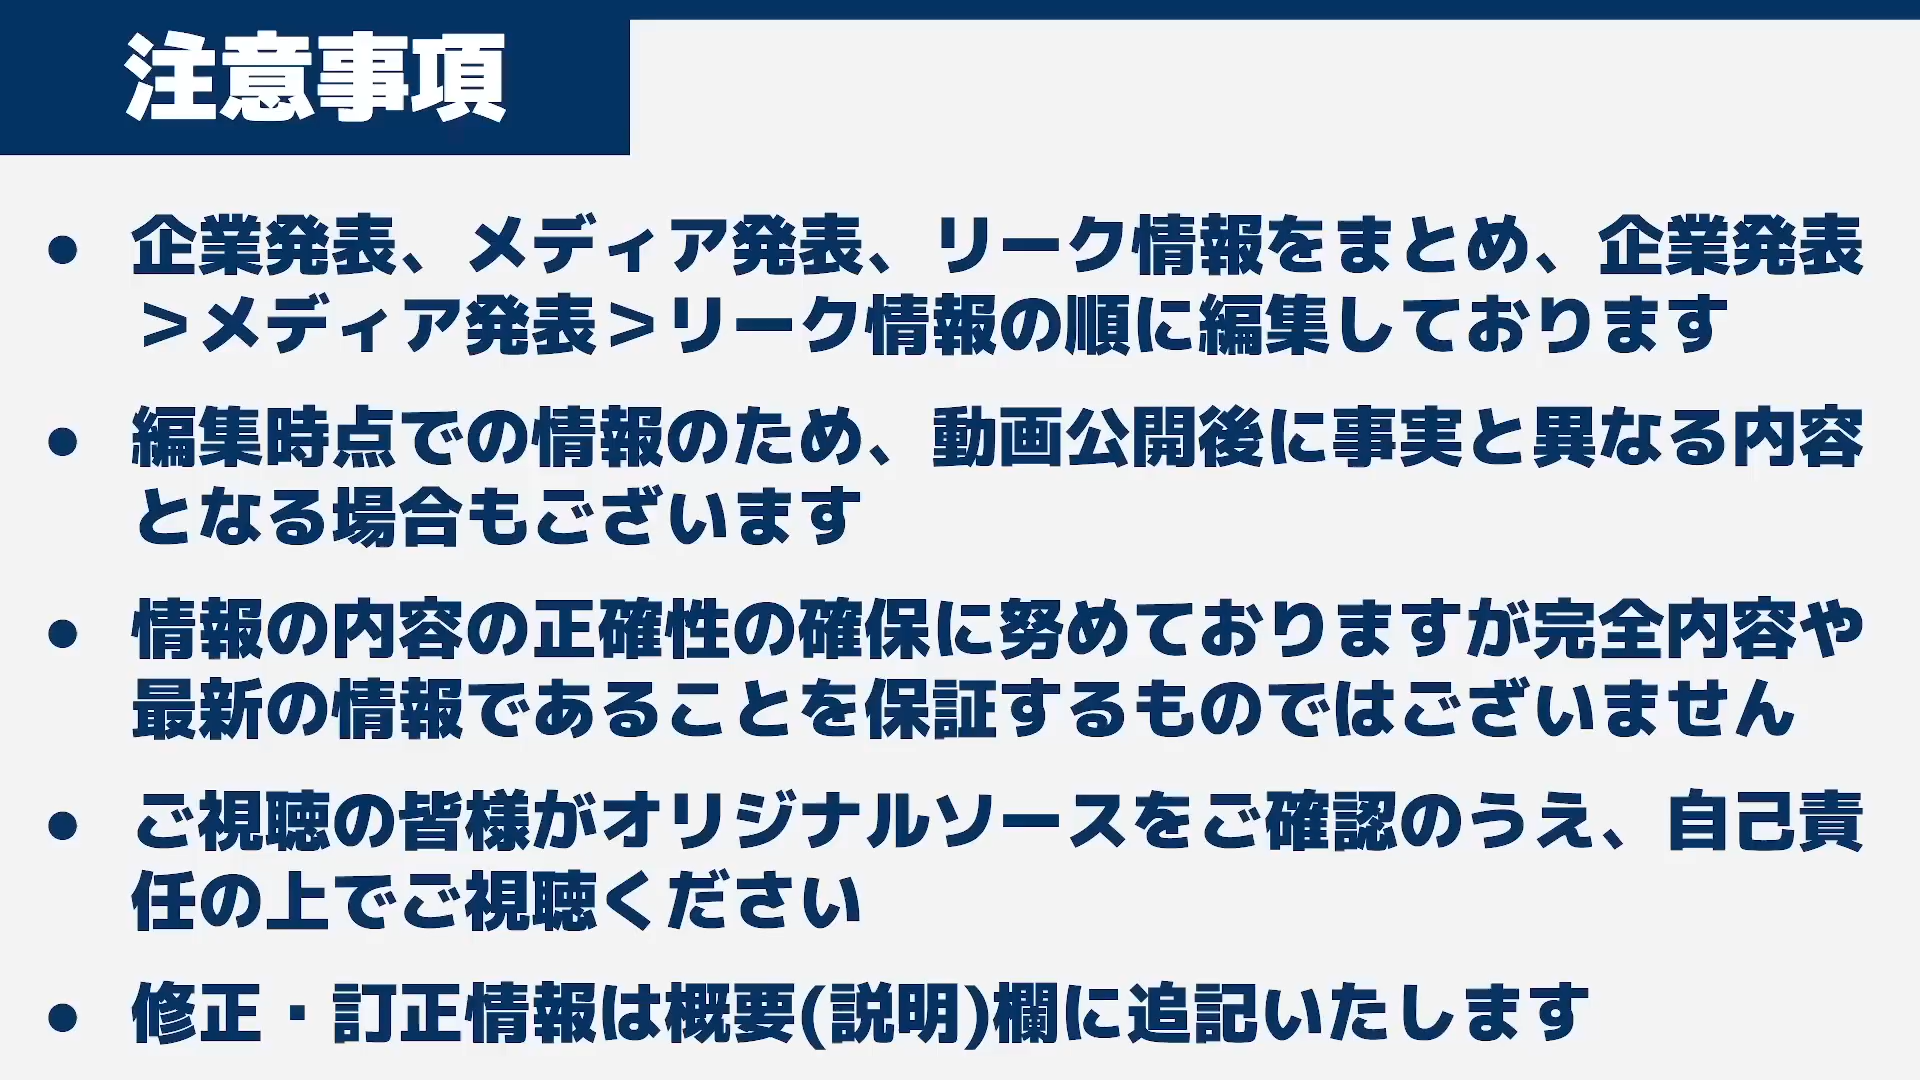 注意事項
● 企業発表、メディア発表、リーク情報をまとめ、企業発表
＞メディア発表＞リーク情報の順に編集しております
● 編集時点での情報のため、動画公開後に事実と異なる内容
となる場合もございます
● 情報の内容の正確性の確保に努めておりますが完全内容や
最新の情報であることを保証するものではございません
● ご視聴の皆様がオリジナルソースをご確認のうえ、自己責
任の上でご視聴ください
● 修正・訂正情報は概要(説明)欄に追記いたします